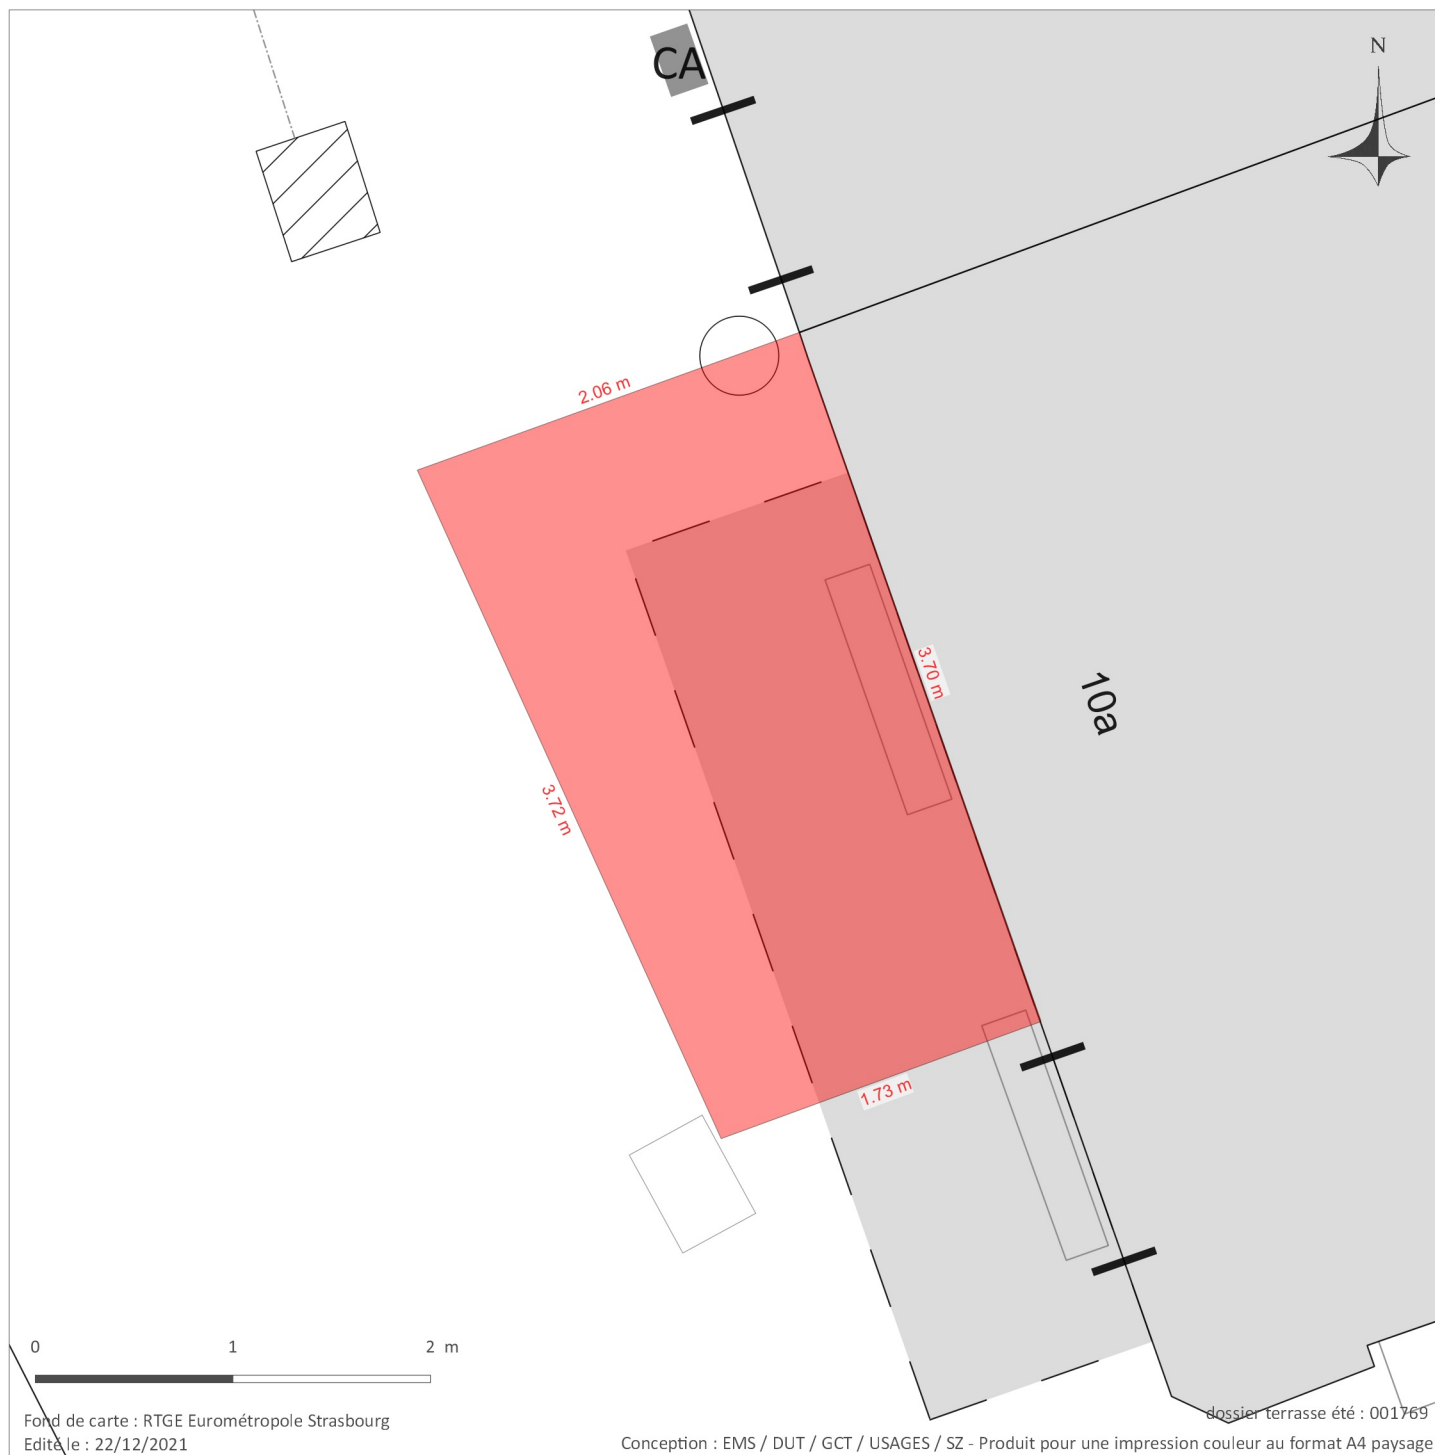 CA
N
2.06 m
3.70 m
10a
3.72 m
1.73 m
0 1 2 m
Fond de carte : RTGE Eurométropole Strasbourg
Edité le : 22/12/2021
dossier terrasse été : 001769
Conception : EMS / DUT / GCT / USAGES / SZ - Produit pour une impression couleur au format A4 paysage